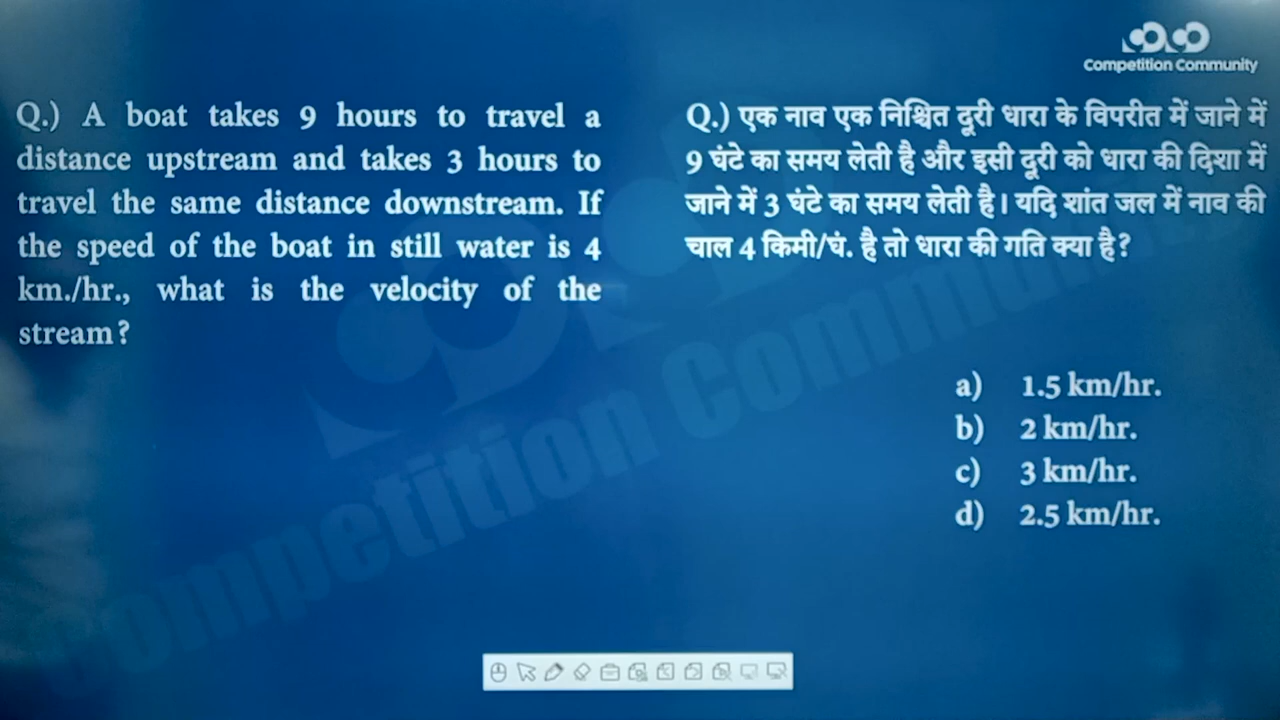 Competition Community
Q.) A boat takes 9 hours to travel a
distance upstream and takes 3 hours to
travel the same distance downstream. If
the speed of the boat in still water is 4
km./hr., what is the velocity of the
stream?
Q.) एक नाव एक निश्चित दूरी धारा के विपरीत में जाने में
9 घंटे का समय लेती है और इसी दूरी को धारा की दिशा में
जाने में 3 घंटे का समय लेती है। यदि शांत जल में नाव की
चाल 4 किमी/घं. है तो धारा की गति क्या है?
a) 1.5 km/hr.
b) 2 km/hr.
c) 3 km/hr.
d) 2.5 km/hr.
Competition Community